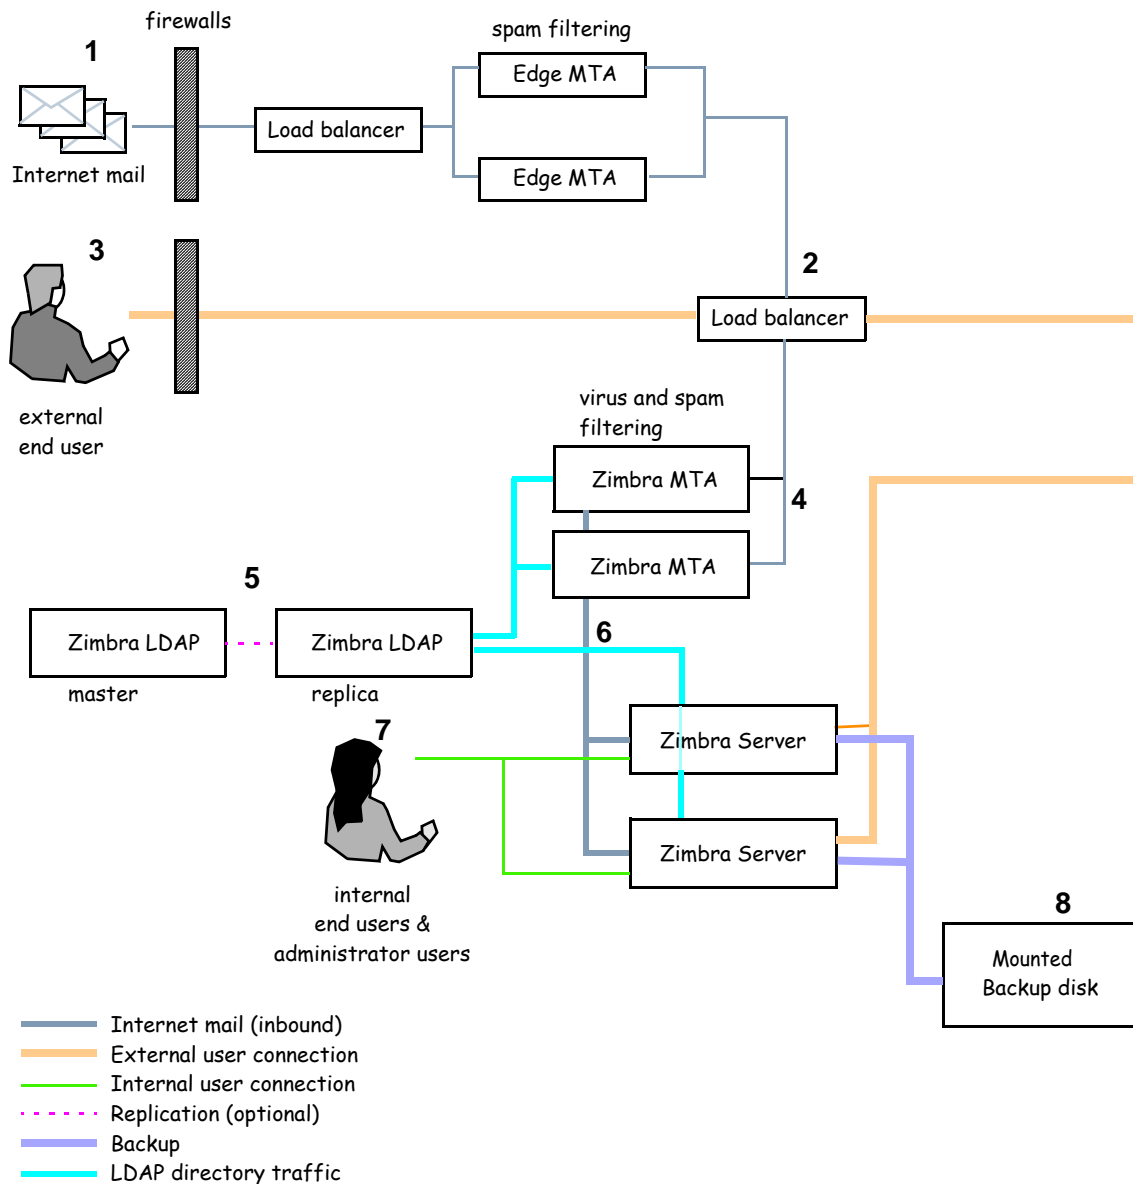 firewalls
spam filtering
1
Edge MTA
Load balancer
Internet mail
Edge MTA
3
2
Load balancer
external
end user
virus and spam
filtering
Zimbra MTA
4
Zimbra MTA
5
6
Zimbra LDAP
Zimbra LDAP
master
replica
7
Zimbra Server
Zimbra Server
internal
end users &
administrator users
8
Mounted
Backup disk
Internet mail (inbound)
External user connection
Internal user connection
Replication (optional)
Backup
LDAP directory traffic